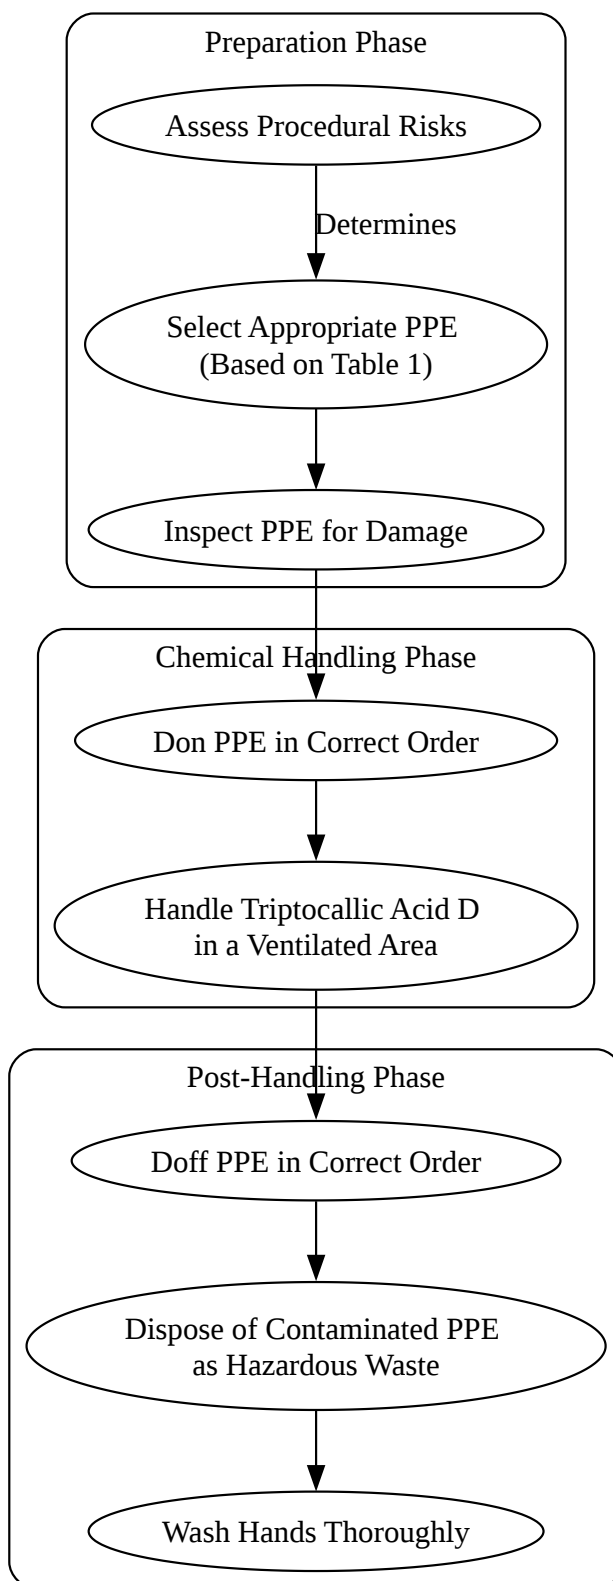 Preparation Phase
Assess Procedural Risks
Determines
Select Appropriate PPE
(Based on Table 1)
Inspect PPE for Damage
Chemical Handling Phase
Don PPE in Correct Order
Handle Triptocallic Acid D
in a Ventilated Area
Post-Handling Phase
Doff PPE in Correct Order
Dispose of Contaminated PPE
as Hazardous Waste
Wash Hands Thoroughly